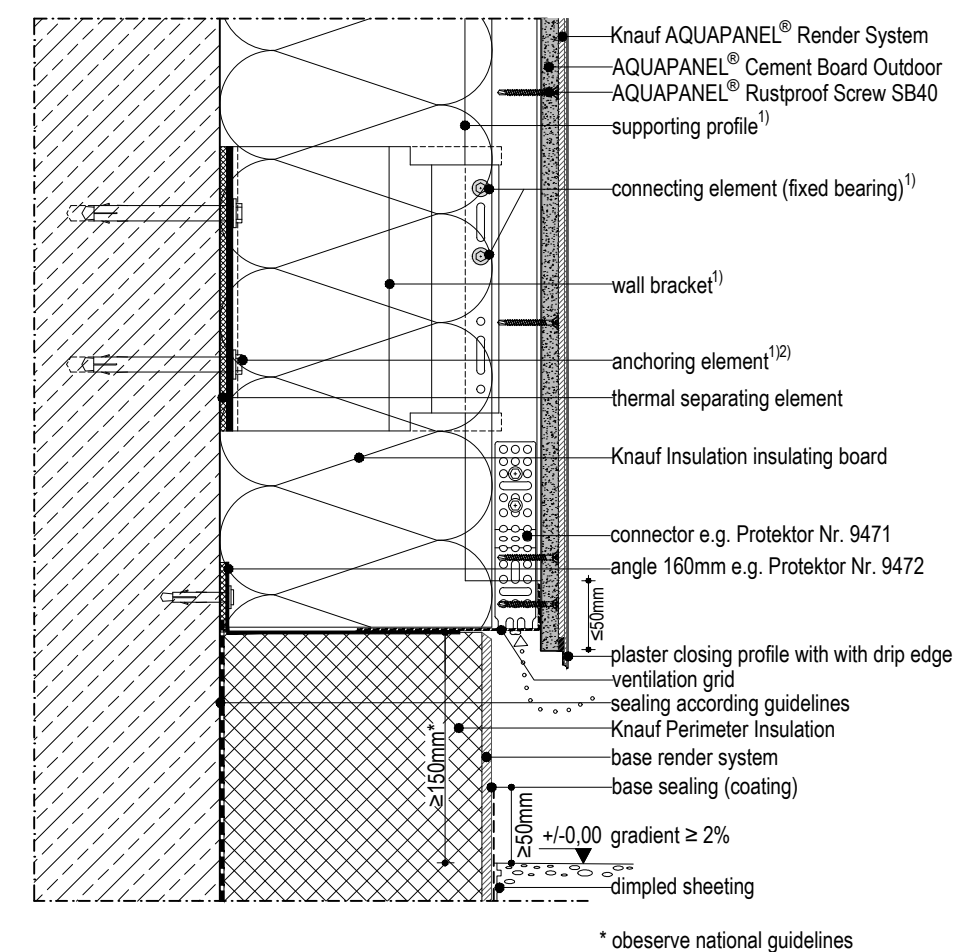 Knauf AQUAPANEL® Render System
AQUAPANEL® Cement Board Outdoor
AQUAPANEL® Rustproof Screw SB40
supporting profile1)
connecting element (fixed bearing)1)
wall bracket1)
anchoring element1)2)
thermal separating element
Knauf Insulation insulating board
connector e.g. Protektor Nr. 9471
angle 160mm e.g. Protektor Nr. 9472
≤50mm
plaster closing profile with with drip edge
ventilation grid
sealing according guidelines
Knauf Perimeter Insulation
≥150mm*
base render system
base sealing (coating)
≥50mm
+/-0,00 gradient ≥ 2%
dimpled sheeting
* obeserve national guidelines